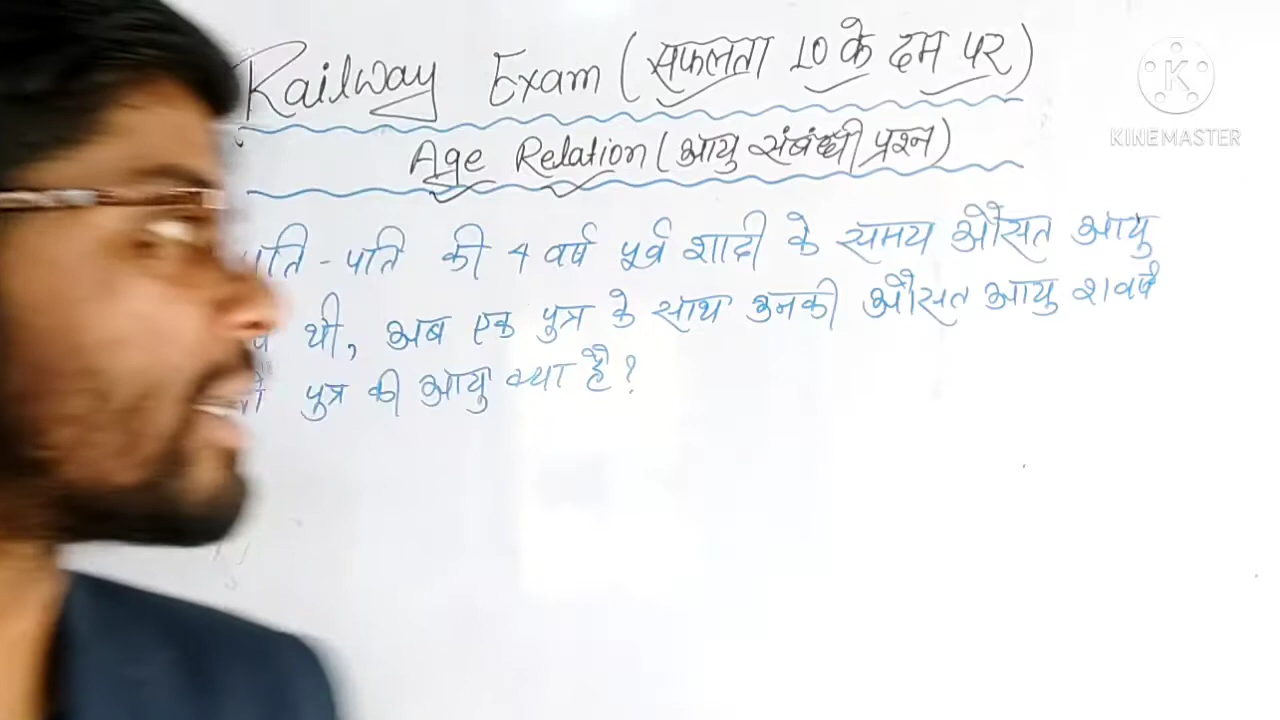 Railway Exam (सफलता 10 के दम पर)
Age Relation (आयु संबंधी प्रश्न)
पति - पति की 4 वर्ष पूर्व शादी के समय औसत आयु
थी, अब एक पुत्र के साथ उनकी औसत आयु वर्ष
पुत्र की आयु क्या है?
K
KINEMASTER